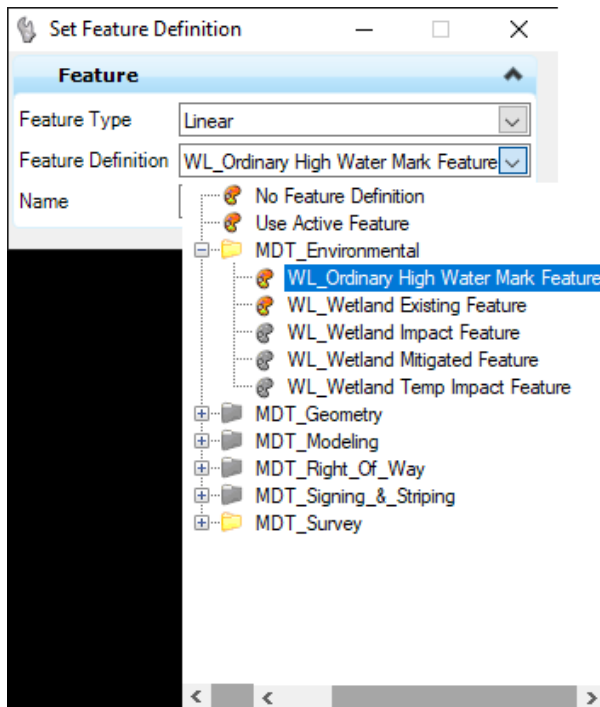 Set Feature Definition
Feature
Feature Type Linear
Feature Definition WL_Ordinary High Water Mark Feature
Name
No Feature Definition
Use Active Feature
MDT_Environmental
WL_Ordinary High Water Mark Feature
WL_Wetland Existing Feature
WL_Wetland Impact Feature
WL_Wetland Mitigated Feature
WL_Wetland Temp Impact Feature
MDT_Geometry
MDT_Modeling
MDT_Right_Of_Way
MDT_Signing_&_Striping
MDT_Survey